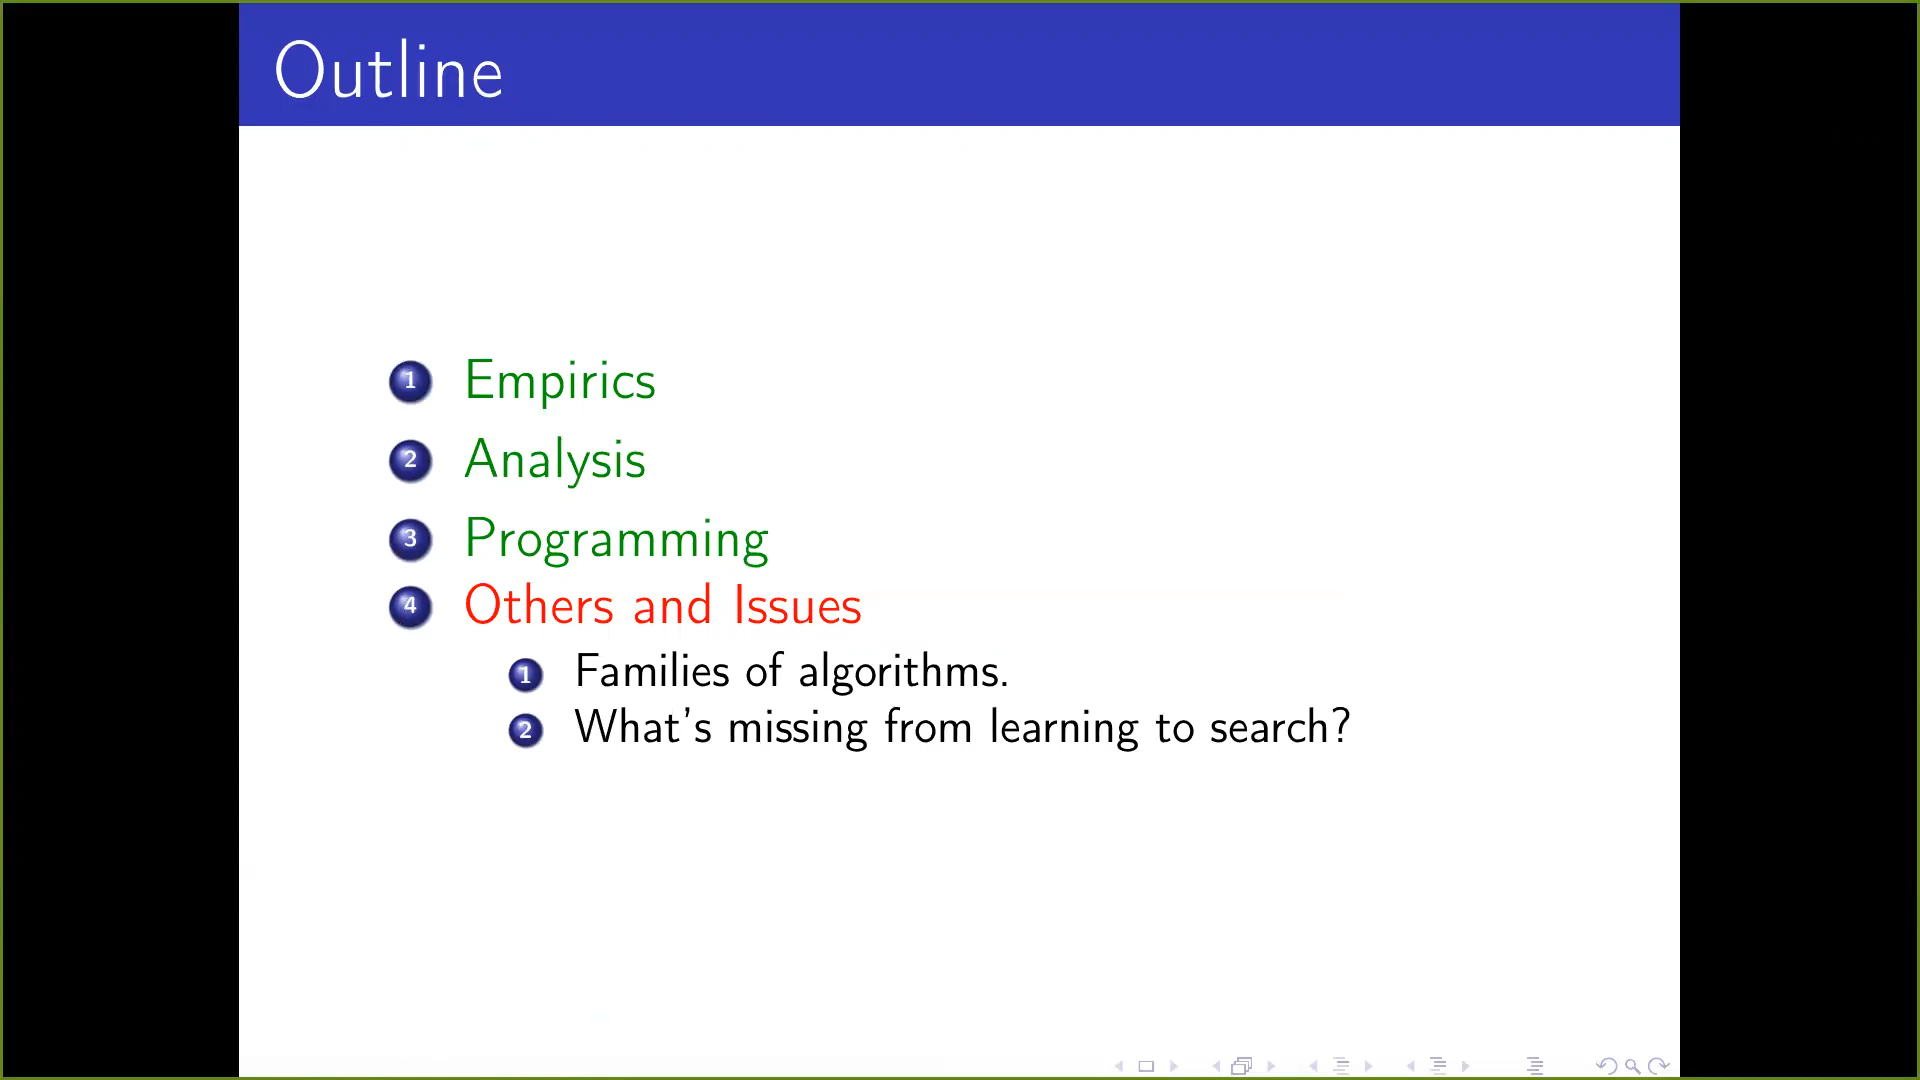 Outline
1 Empirics
2 Analysis
3 Programming
4 Others and Issues
1 Families of algorithms.
2 What's missing from learning to search?